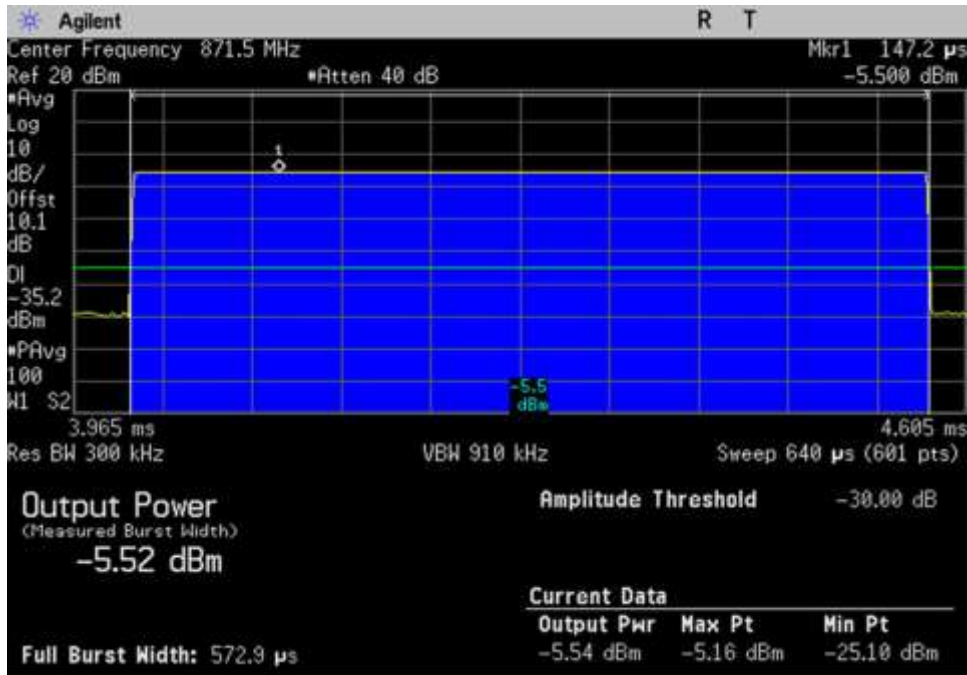 Agilent R T
Center Frequency 871.5 MHz Mkr1 147.2 µs
Ref 20 dBm *Atten 40 dB -5.500 dBm
*Avg
Log
10
dB/
Offst
10.1
dB
DI
-35.2
dBm
*PAvg
100
W1 S2
1
-5.5
dBm
3.965 ms 4.605 ms
Res BW 300 kHz VBW 910 kHz Sweep 640 µs (601 pts)
Output Power Amplitude Threshold -30.00 dB
(Measured Burst Width)
-5.52 dBm
Current Data
Output Pwr Max Pt Min Pt
Full Burst Width: 572.9 µs -5.54 dBm -5.16 dBm -25.10 dBm